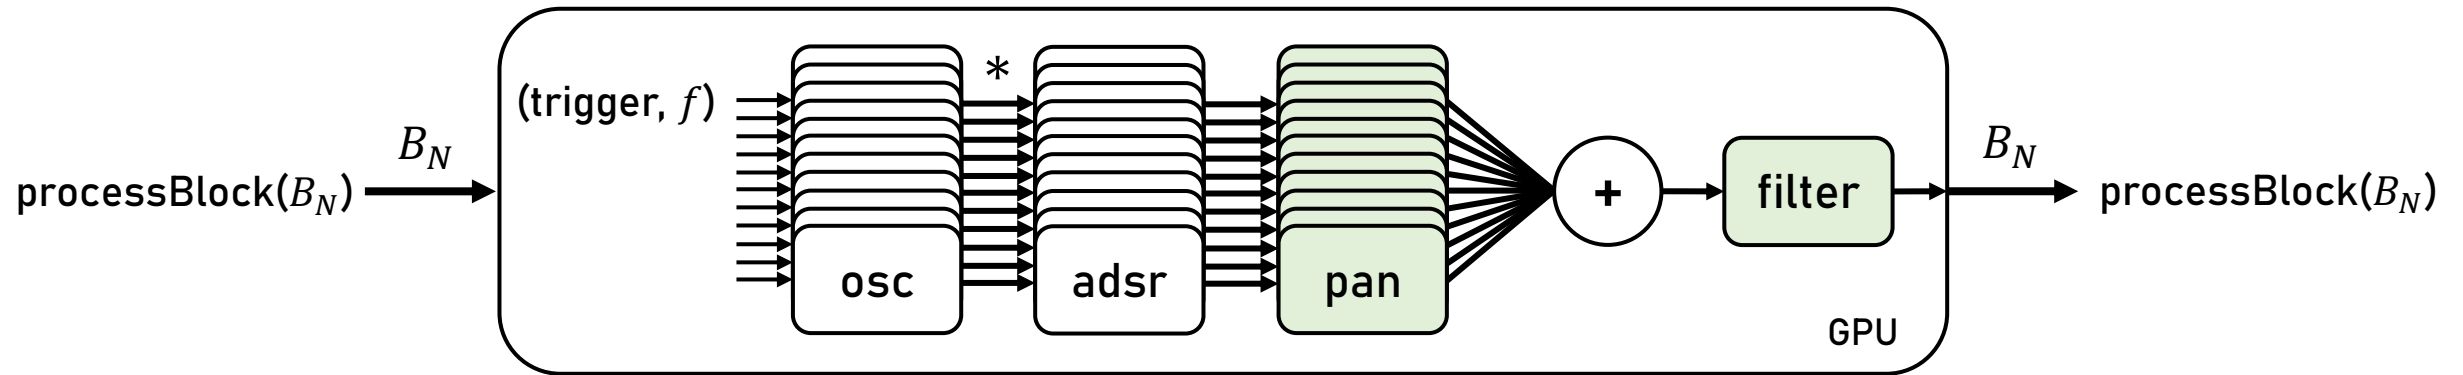 processBlock(B_N)
B_N
(trigger, f)
*
osc
adsr
pan
+
filter
GPU
B_N
processBlock(B_N)